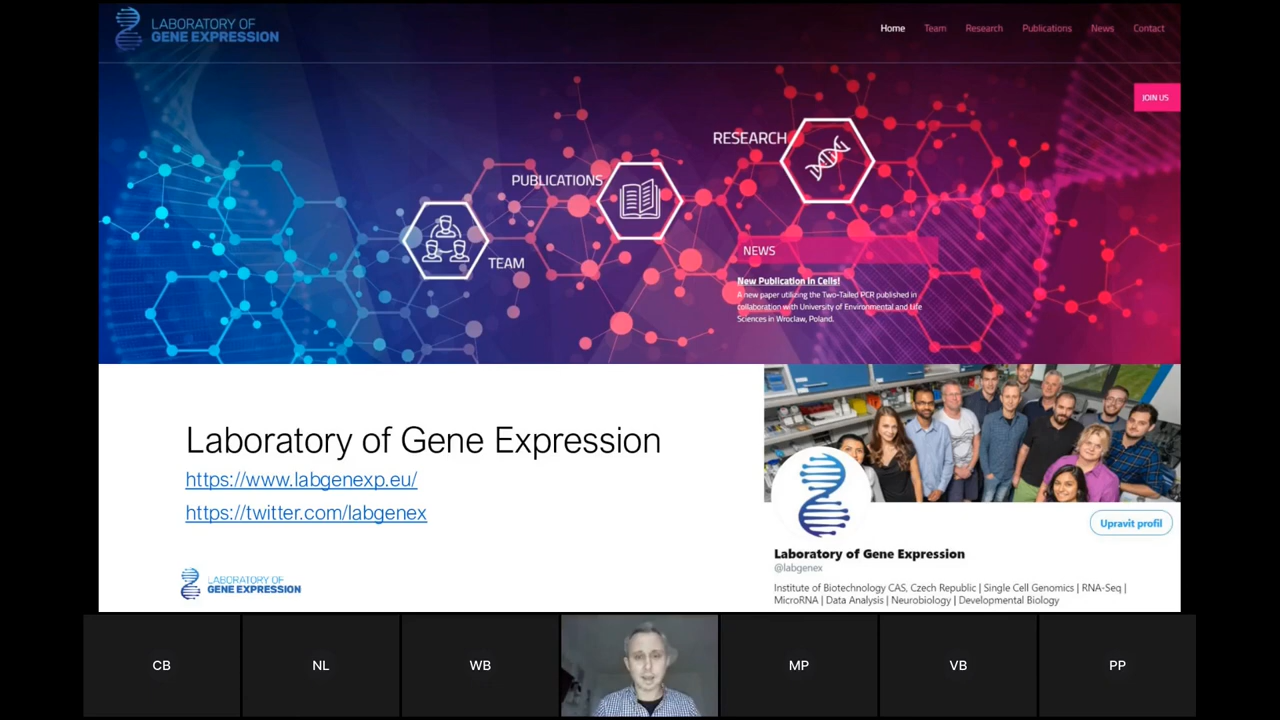 LABORATORY OF
GENE EXPRESSION
Home Team Research Publications News Contact
JOIN US
RESEARCH
PUBLICATIONS
TEAM
NEWS
New Publication in Cells!
A new paper utilizing the Two-Tailed PCR published in
collaboration with University of Environmental and Life
Sciences in Wroclaw, Poland.
Laboratory of Gene Expression
https://www.labgenexp.eu/
https://twitter.com/labgenex
LABORATORY OF
GENE EXPRESSION
Upravit profil
Laboratory of Gene Expression
@labgenex
Institute of Biotechnology CAS, Czech Republic | Single Cell Genomics | RNA-Seq |
MicroRNA | Data Analysis | Neurobiology | Developmental Biology
CB NL WB MP VB PP